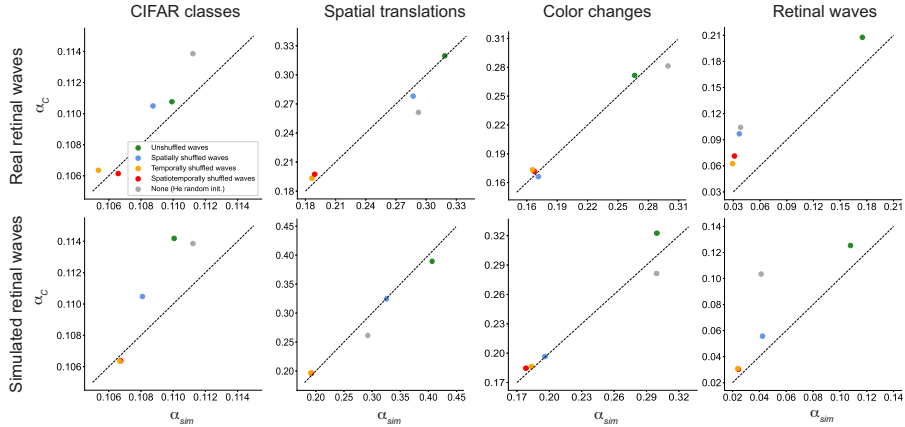 CIFAR classes
Spatial translations
Color changes
Retinal waves
Real retinal waves
α_C
0.114
0.112
0.110
0.108
0.106
0.106 0.108 0.110 0.112 0.114
Unshuffled waves
Spatially shuffled waves
Temporally shuffled waves
Spatiotemporally shuffled waves
None (He random init.)
0.33
0.30
0.27
0.24
0.21
0.18
0.18 0.21 0.24 0.27 0.30 0.33
0.31
0.28
0.25
0.22
0.19
0.16
0.16 0.19 0.22 0.25 0.28 0.31
0.21
0.18
0.15
0.12
0.09
0.06
0.03
0.03 0.06 0.09 0.12 0.15 0.18 0.21
Simulated retinal waves
α_C
0.114
0.112
0.110
0.108
0.106
0.106 0.108 0.110 0.112 0.114
α_sim
0.45
0.40
0.35
0.30
0.25
0.20
0.20 0.25 0.30 0.35 0.40 0.45
α_sim
0.32
0.29
0.26
0.23
0.20
0.17
0.17 0.20 0.23 0.26 0.29 0.32
α_sim
0.14
0.12
0.10
0.08
0.06
0.04
0.02
0.02 0.04 0.06 0.08 0.10 0.12 0.14
α_sim